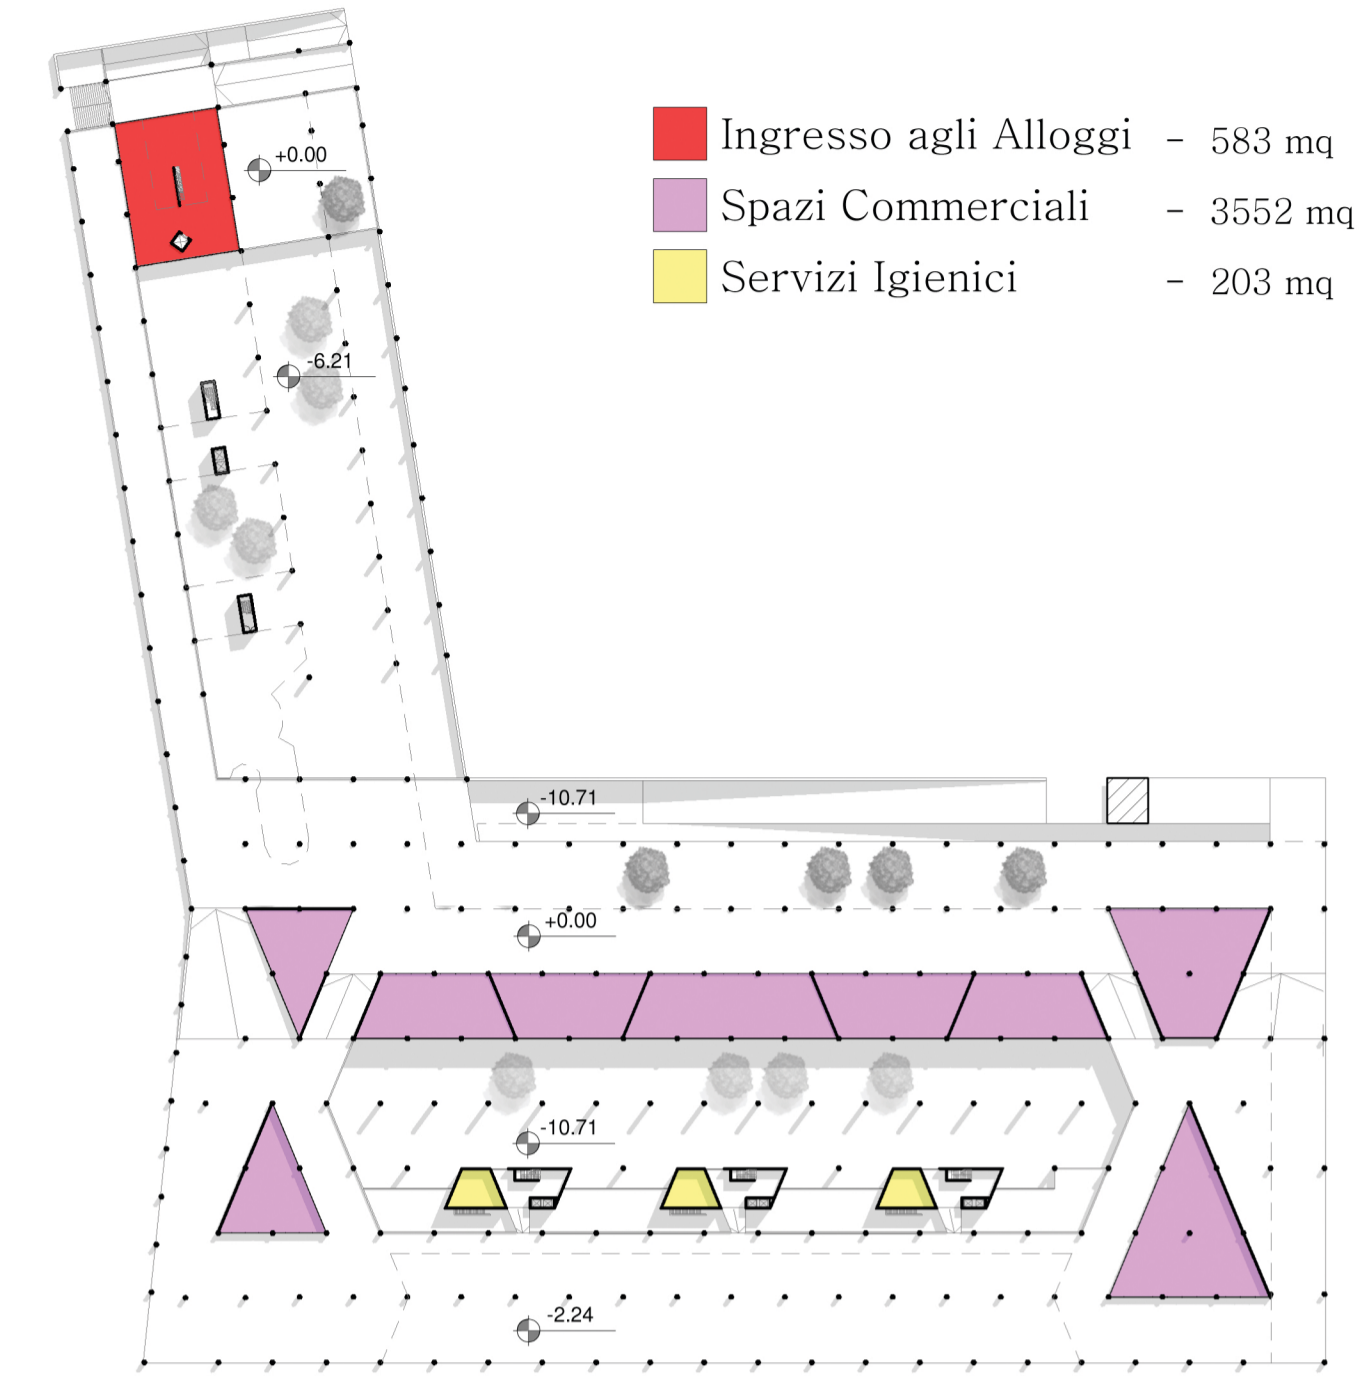 Ingresso agli Alloggi - 583 mq
Spazi Commerciali - 3552 mq
Servizi Igienici - 203 mq
+0.00
-6.21
-10.71
+0.00
-10.71
-2.24